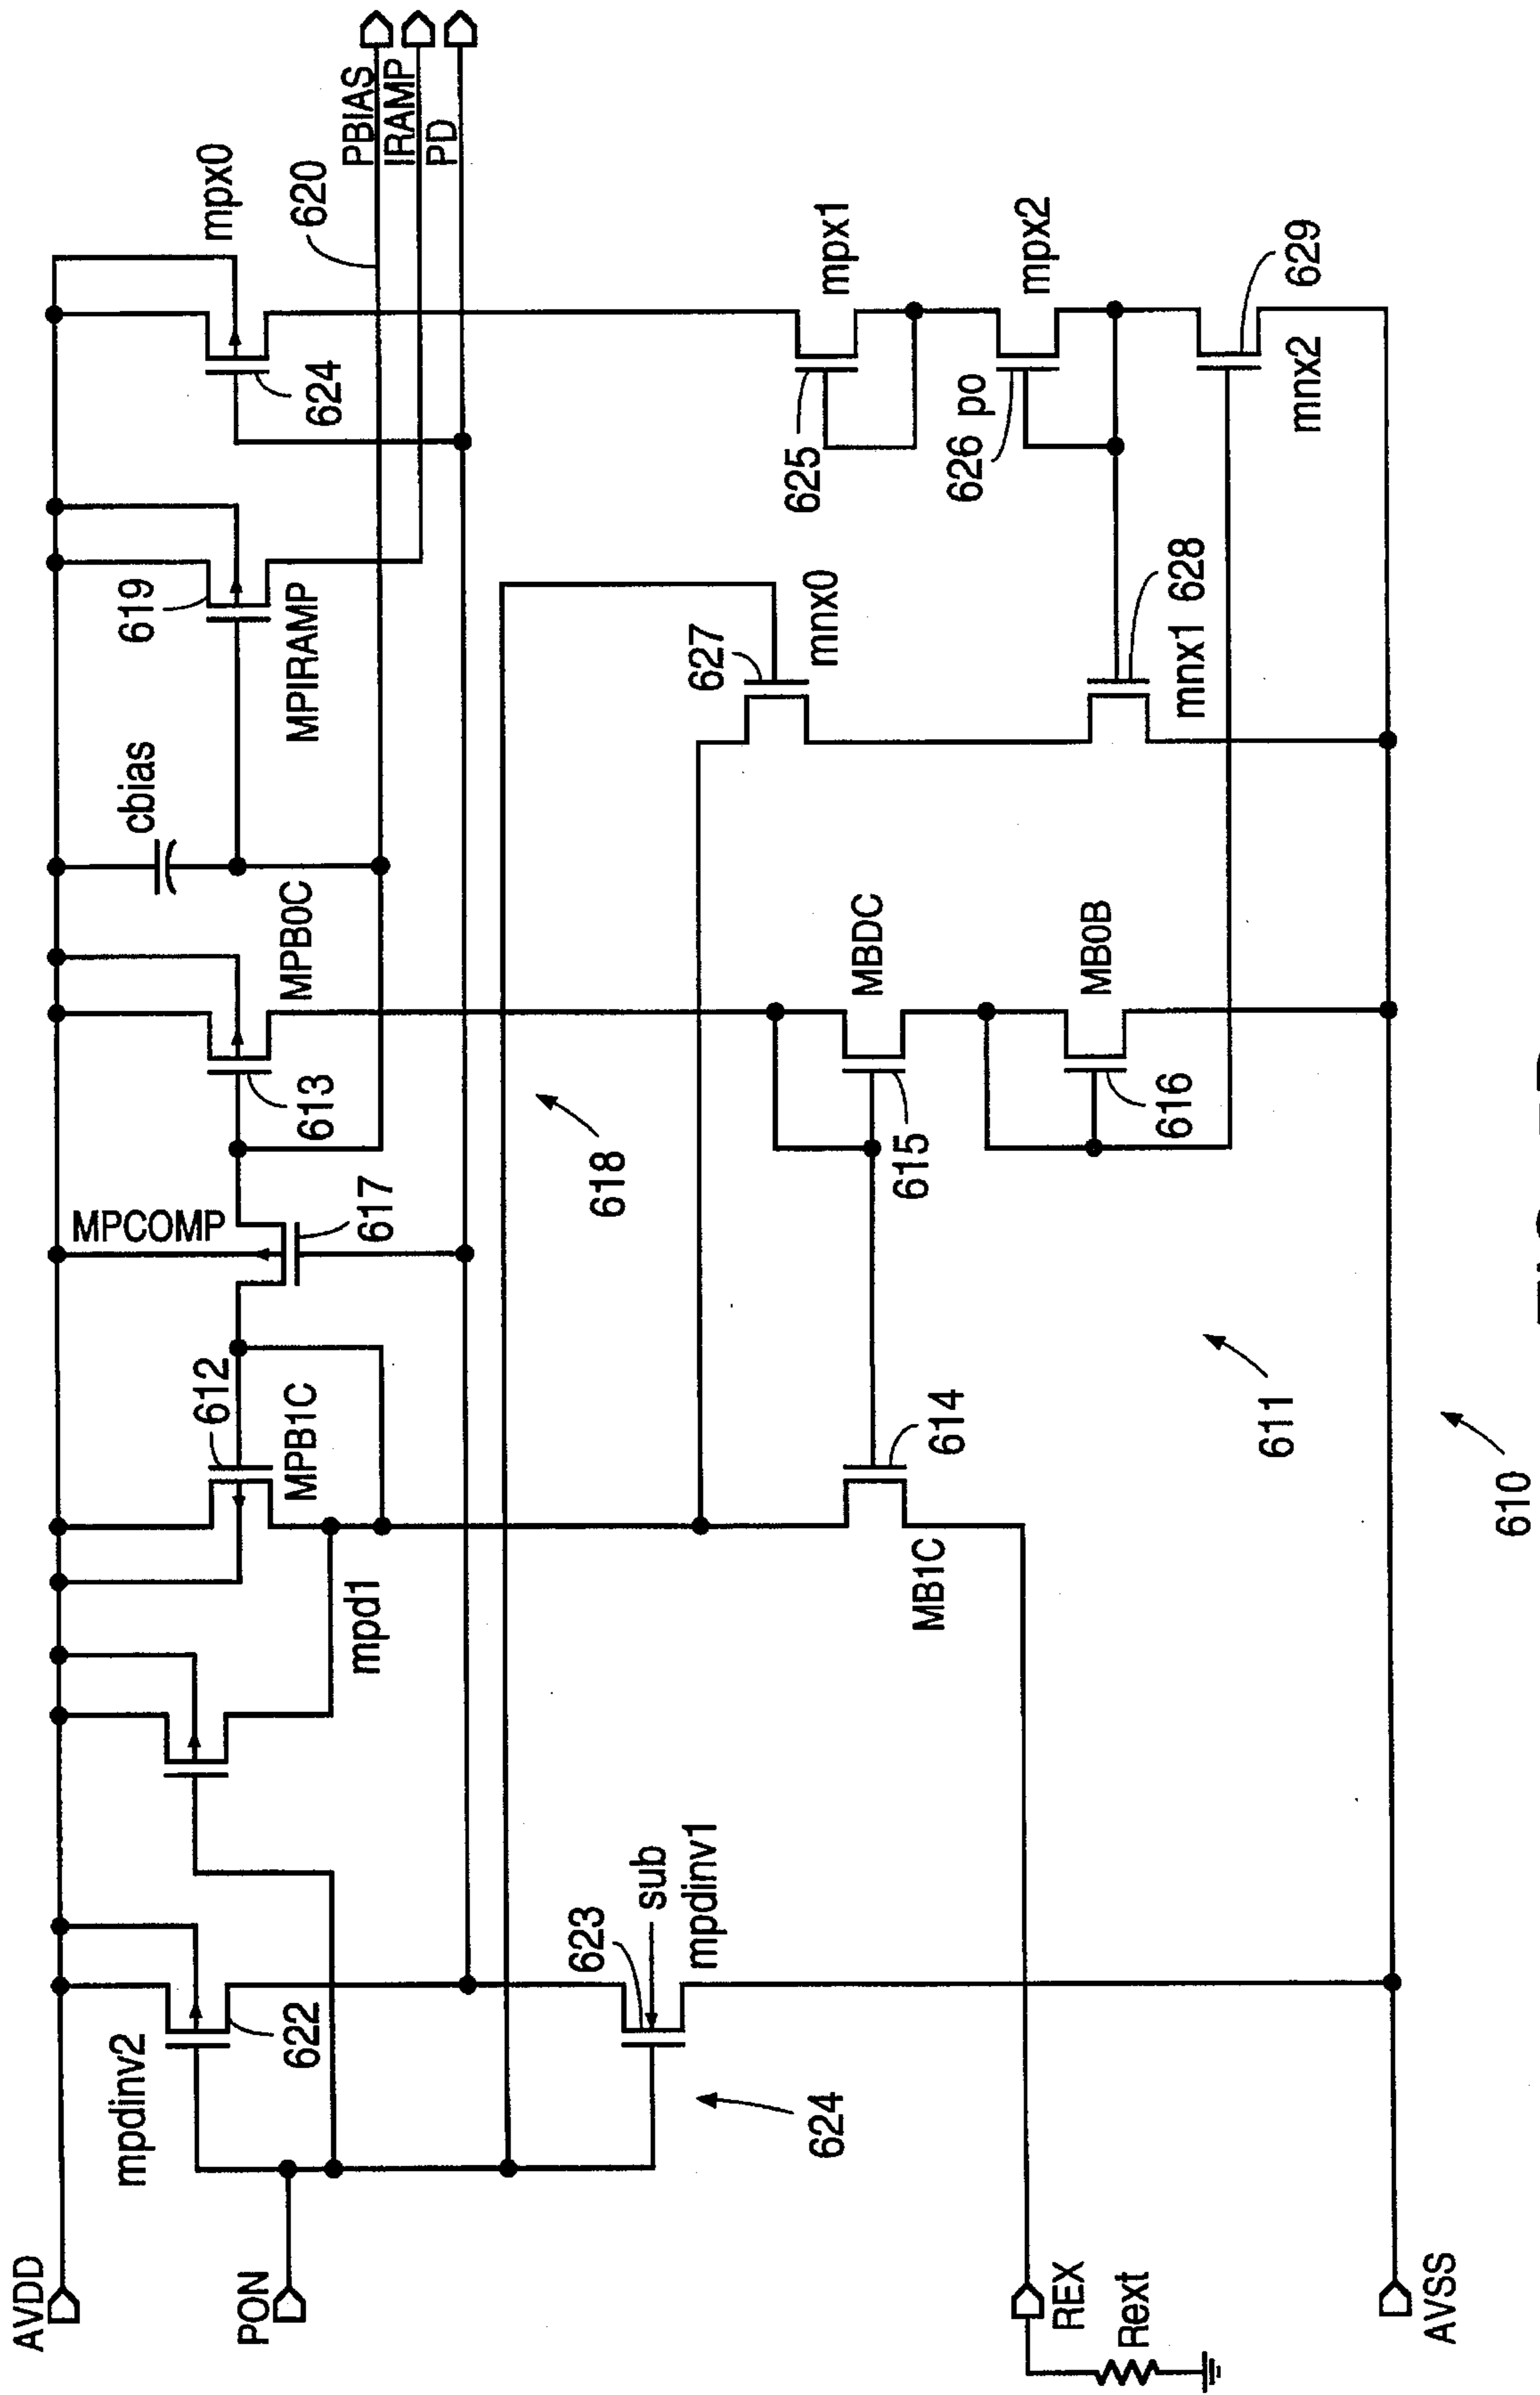 AVDD
PON
REX
Rext
AVSS
mpdinv2
622
623
sub
mpdinv1
624
mpd1
612
MPB1C
MPCOMP
617
613
MPB0C
cbias
619
MPIRAMP
624
mpx0
620
PBIAS
IRAMP
PD
618
614
MB1C
615
MBDC
616
MB0B
611
610
627
mnx0
mnx1 628
625
mpx1
626 po
mpx2
mnx2
629